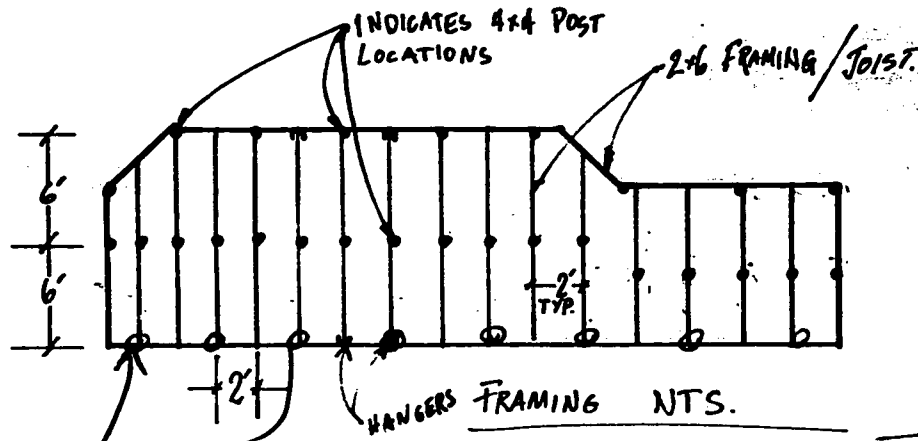 INDICATES 4x4 POST
LOCATIONS
2x6 FRAMING / JOIST.
6'
6'
2'
TYP.
2'
HANGERS
FRAMING NTS.